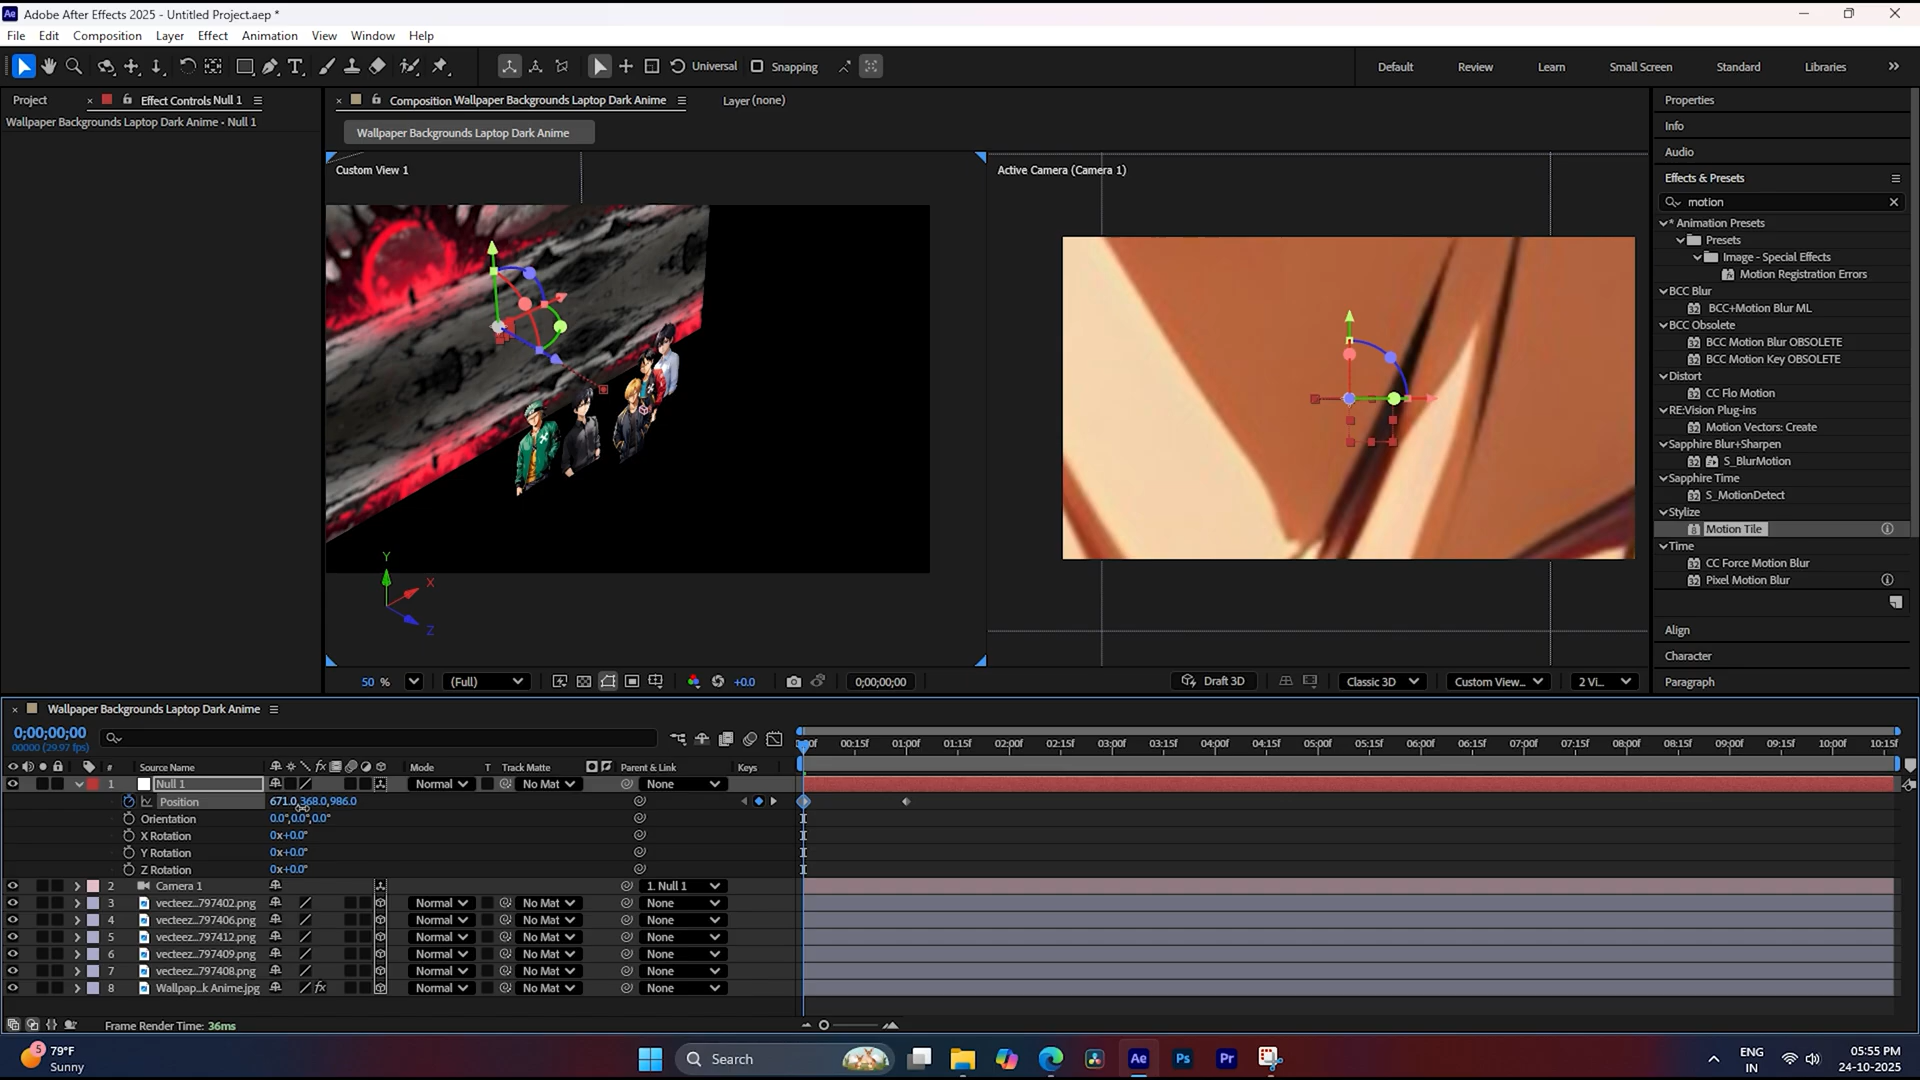 Adobe After Effects 2025 - Untitled Project.aep *
File Edit Composition Layer Effect Animation View Window Help
Universal Snapping Default Review Learn Small Screen Standard Libraries
Project Effect Controls Null 1
Wallpaper Backgrounds Laptop Dark Anime • Null 1
Composition Wallpaper Backgrounds Laptop Dark Anime Layer (none)
Wallpaper Backgrounds Laptop Dark Anime
Custom View 1
Active Camera (Camera 1)
Y
X
Z
50 % (Full) +0.0 0;00;00;00 Draft 3D Classic 3D Custom View... 2 Vi...
Properties
Info
Audio
Effects & Presets
motion
* Animation Presets
Presets
Image - Special Effects
Motion Registration Errors
BCC Blur
BCC+Motion Blur ML
BCC Obsolete
BCC Motion Blur OBSOLETE
BCC Motion Key OBSOLETE
Distort
CC Flo Motion
RE:Vision Plug-ins
Motion Vectors: Create
Sapphire Blur+Sharpen
S_BlurMotion
Sapphire Time
S_MotionDetect
Stylize
Motion Tile
Time
CC Force Motion Blur
Pixel Motion Blur
Align
Character
Paragraph
Wallpaper Backgrounds Laptop Dark Anime
0;00;00;00
00000 (29.97 fps)
00:15f 01:00f 01:15f 02:00f 02:15f 03:00f 03:15f 04:00f 04:15f 05:00f 05:15f 06:00f 06:15f 07:00f 07:15f 08:00f 08:15f 09:00f 09:15f 10:00f 10:15f
# Source Name Mode T Track Matte Parent & Link Keys
1 Null 1 Normal No Mat None
Position 671.0,368.0,986.0
Orientation 0.0°,0.0°,0.0°
X Rotation 0x+0.0°
Y Rotation 0x+0.0°
Z Rotation 0x+0.0°
2 Camera 1 1. Null 1
3 vecteez...797402.png Normal No Mat None
4 vecteez...797406.png Normal No Mat None
5 vecteez...797412.png Normal No Mat None
6 vecteez...797409.png Normal No Mat None
7 vecteez...797408.png Normal No Mat None
8 Wallpap...k Anime.jpg Normal No Mat None
Frame Render Time: 36ms
5
79°F
Sunny
Search
Ae Ps Pr
ENG
IN
05:55 PM
24-10-2025